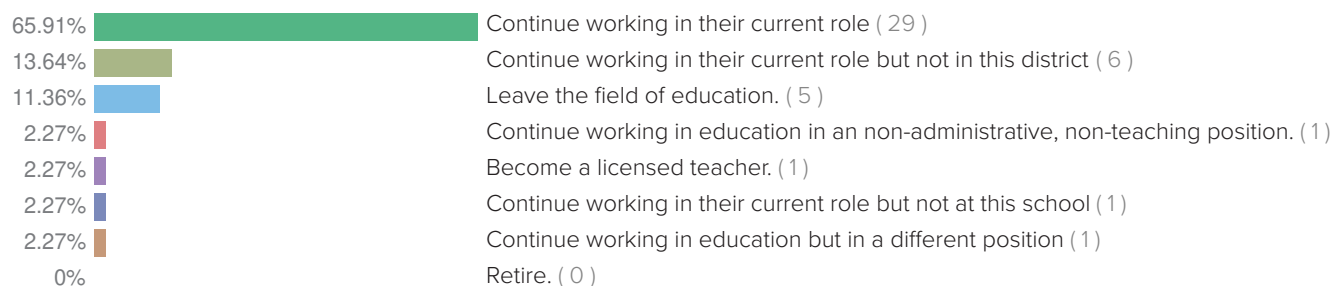 65.91% Continue working in their current role ( 29 )
13.64% Continue working in their current role but not in this district ( 6 )
11.36% Leave the field of education. ( 5 )
2.27% Continue working in education in an non-administrative, non-teaching position. ( 1 )
2.27% Become a licensed teacher. ( 1 )
2.27% Continue working in their current role but not at this school ( 1 )
2.27% Continue working in education but in a different position ( 1 )
0% Retire. ( 0 )